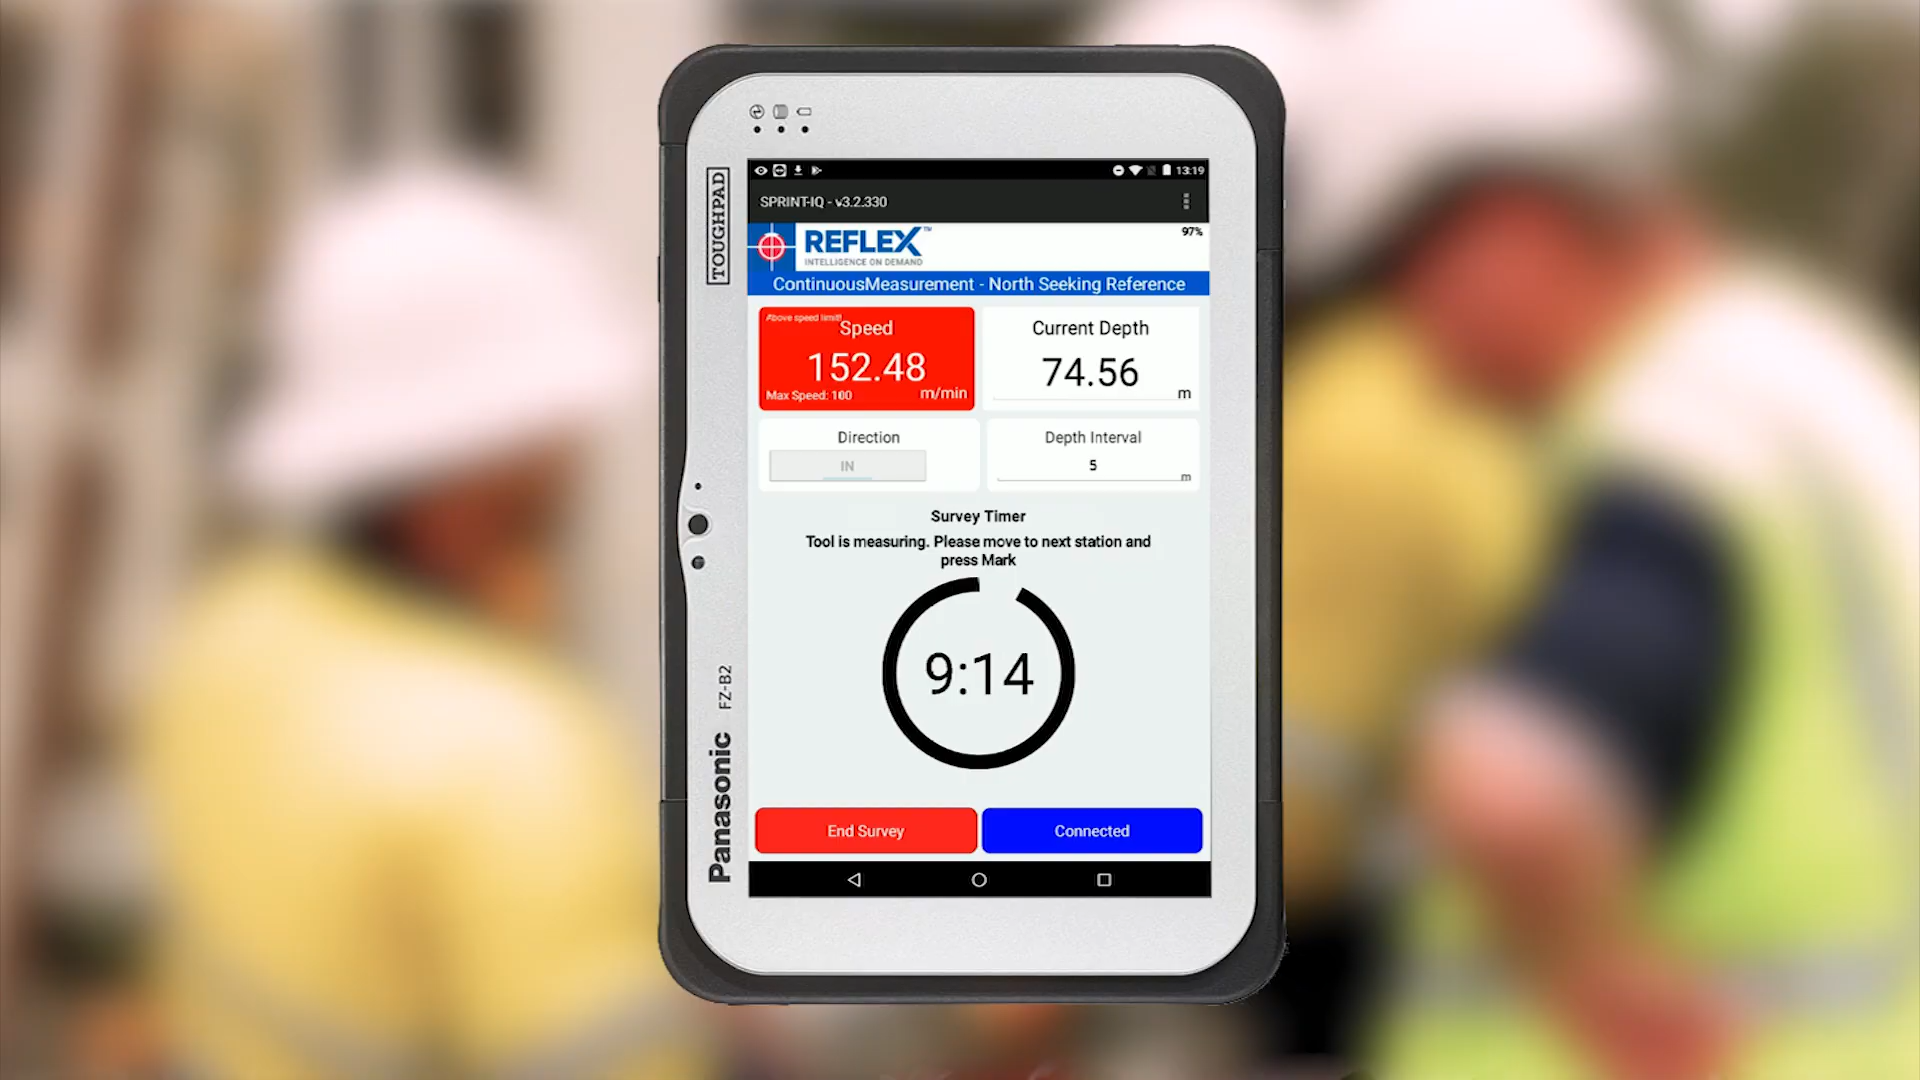 TOUGHPAD
Panasonic FZ-B2
13:19
SPRINT-IQ - v3.2.330
REFLEX™
INTELLIGENCE ON DEMAND
97%
ContinuousMeasurement - North Seeking Reference
Above speed limit!
Speed
152.48
Max Speed: 100
m/min
Current Depth
74.56
m
Direction
IN
Depth Interval
5
m
Survey Timer
Tool is measuring. Please move to next station and
press Mark
9:14
End Survey
Connected